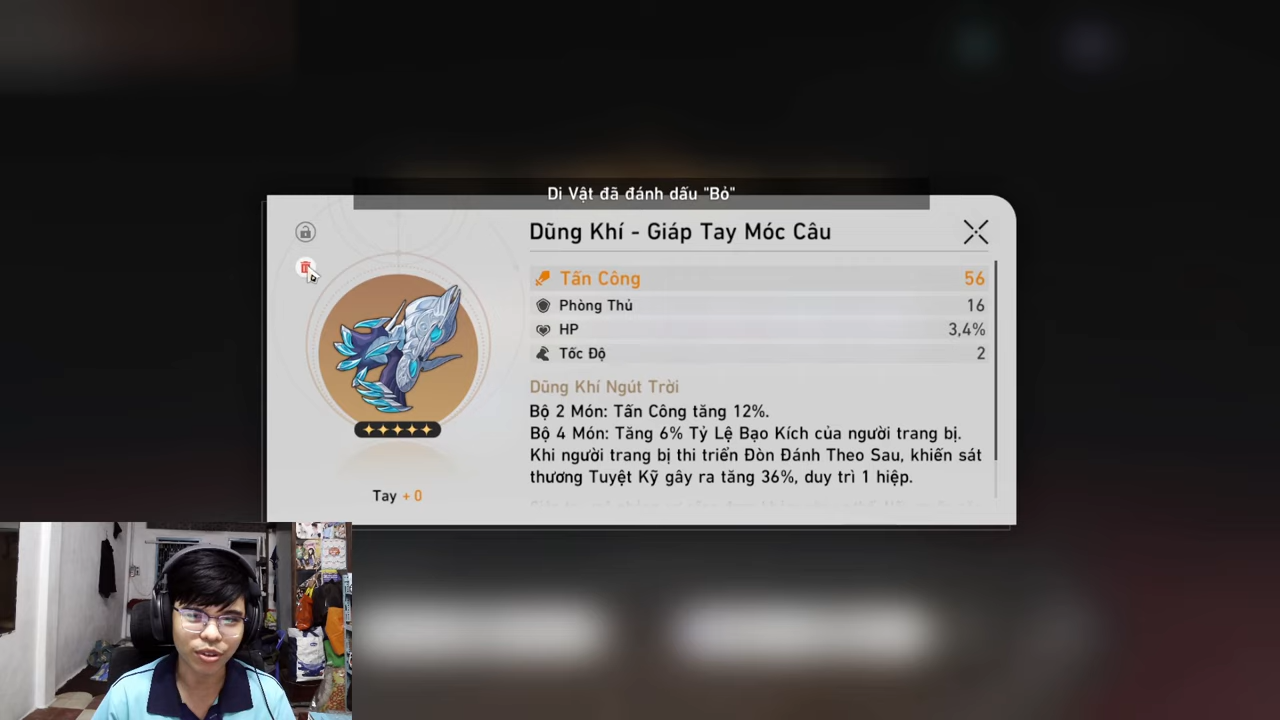 Di Vật đã đánh dấu "Bỏ"
Dũng Khí - Giáp Tay Móc Câu
Tấn Công 56
Phòng Thủ 16
HP 3,4%
Tốc Độ 2
Dũng Khí Ngút Trời
Bộ 2 Món: Tấn Công tăng 12%.
Bộ 4 Món: Tăng 6% Tỷ Lệ Bạo Kích của người trang bị.
Khi người trang bị thi triển Đòn Đánh Theo Sau, khiến sát
thương Tuyệt Kỹ gây ra tăng 36%, duy trì 1 hiệp.
Tay + 0